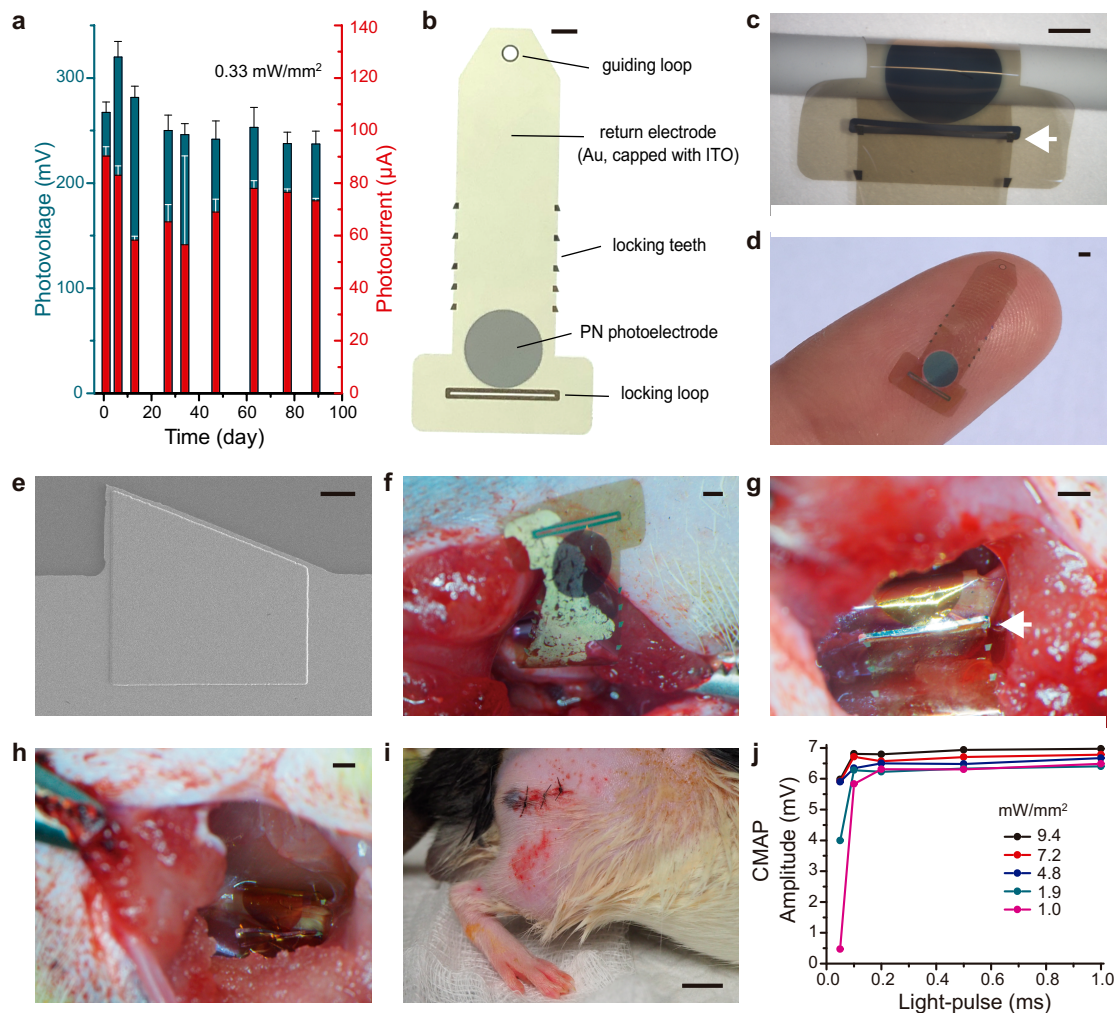 a
Photovoltage (mV)
300
200
100
0
0.33 mW/mm²
140
120
100
80
60
40
20
0
Photocurrent (μA)
0 20 40 60 80 100
Time (day)
b
guiding loop
return electrode
(Au, capped with ITO)
locking teeth
PN photoelectrode
locking loop
c
d
e
f
g
h
i
j
CMAP
Amplitude (mV)
7
6
5
4
3
2
1
0
mW/mm²
9.4
7.2
4.8
1.9
1.0
0.0 0.2 0.4 0.6 0.8 1.0
Light-pulse (ms)